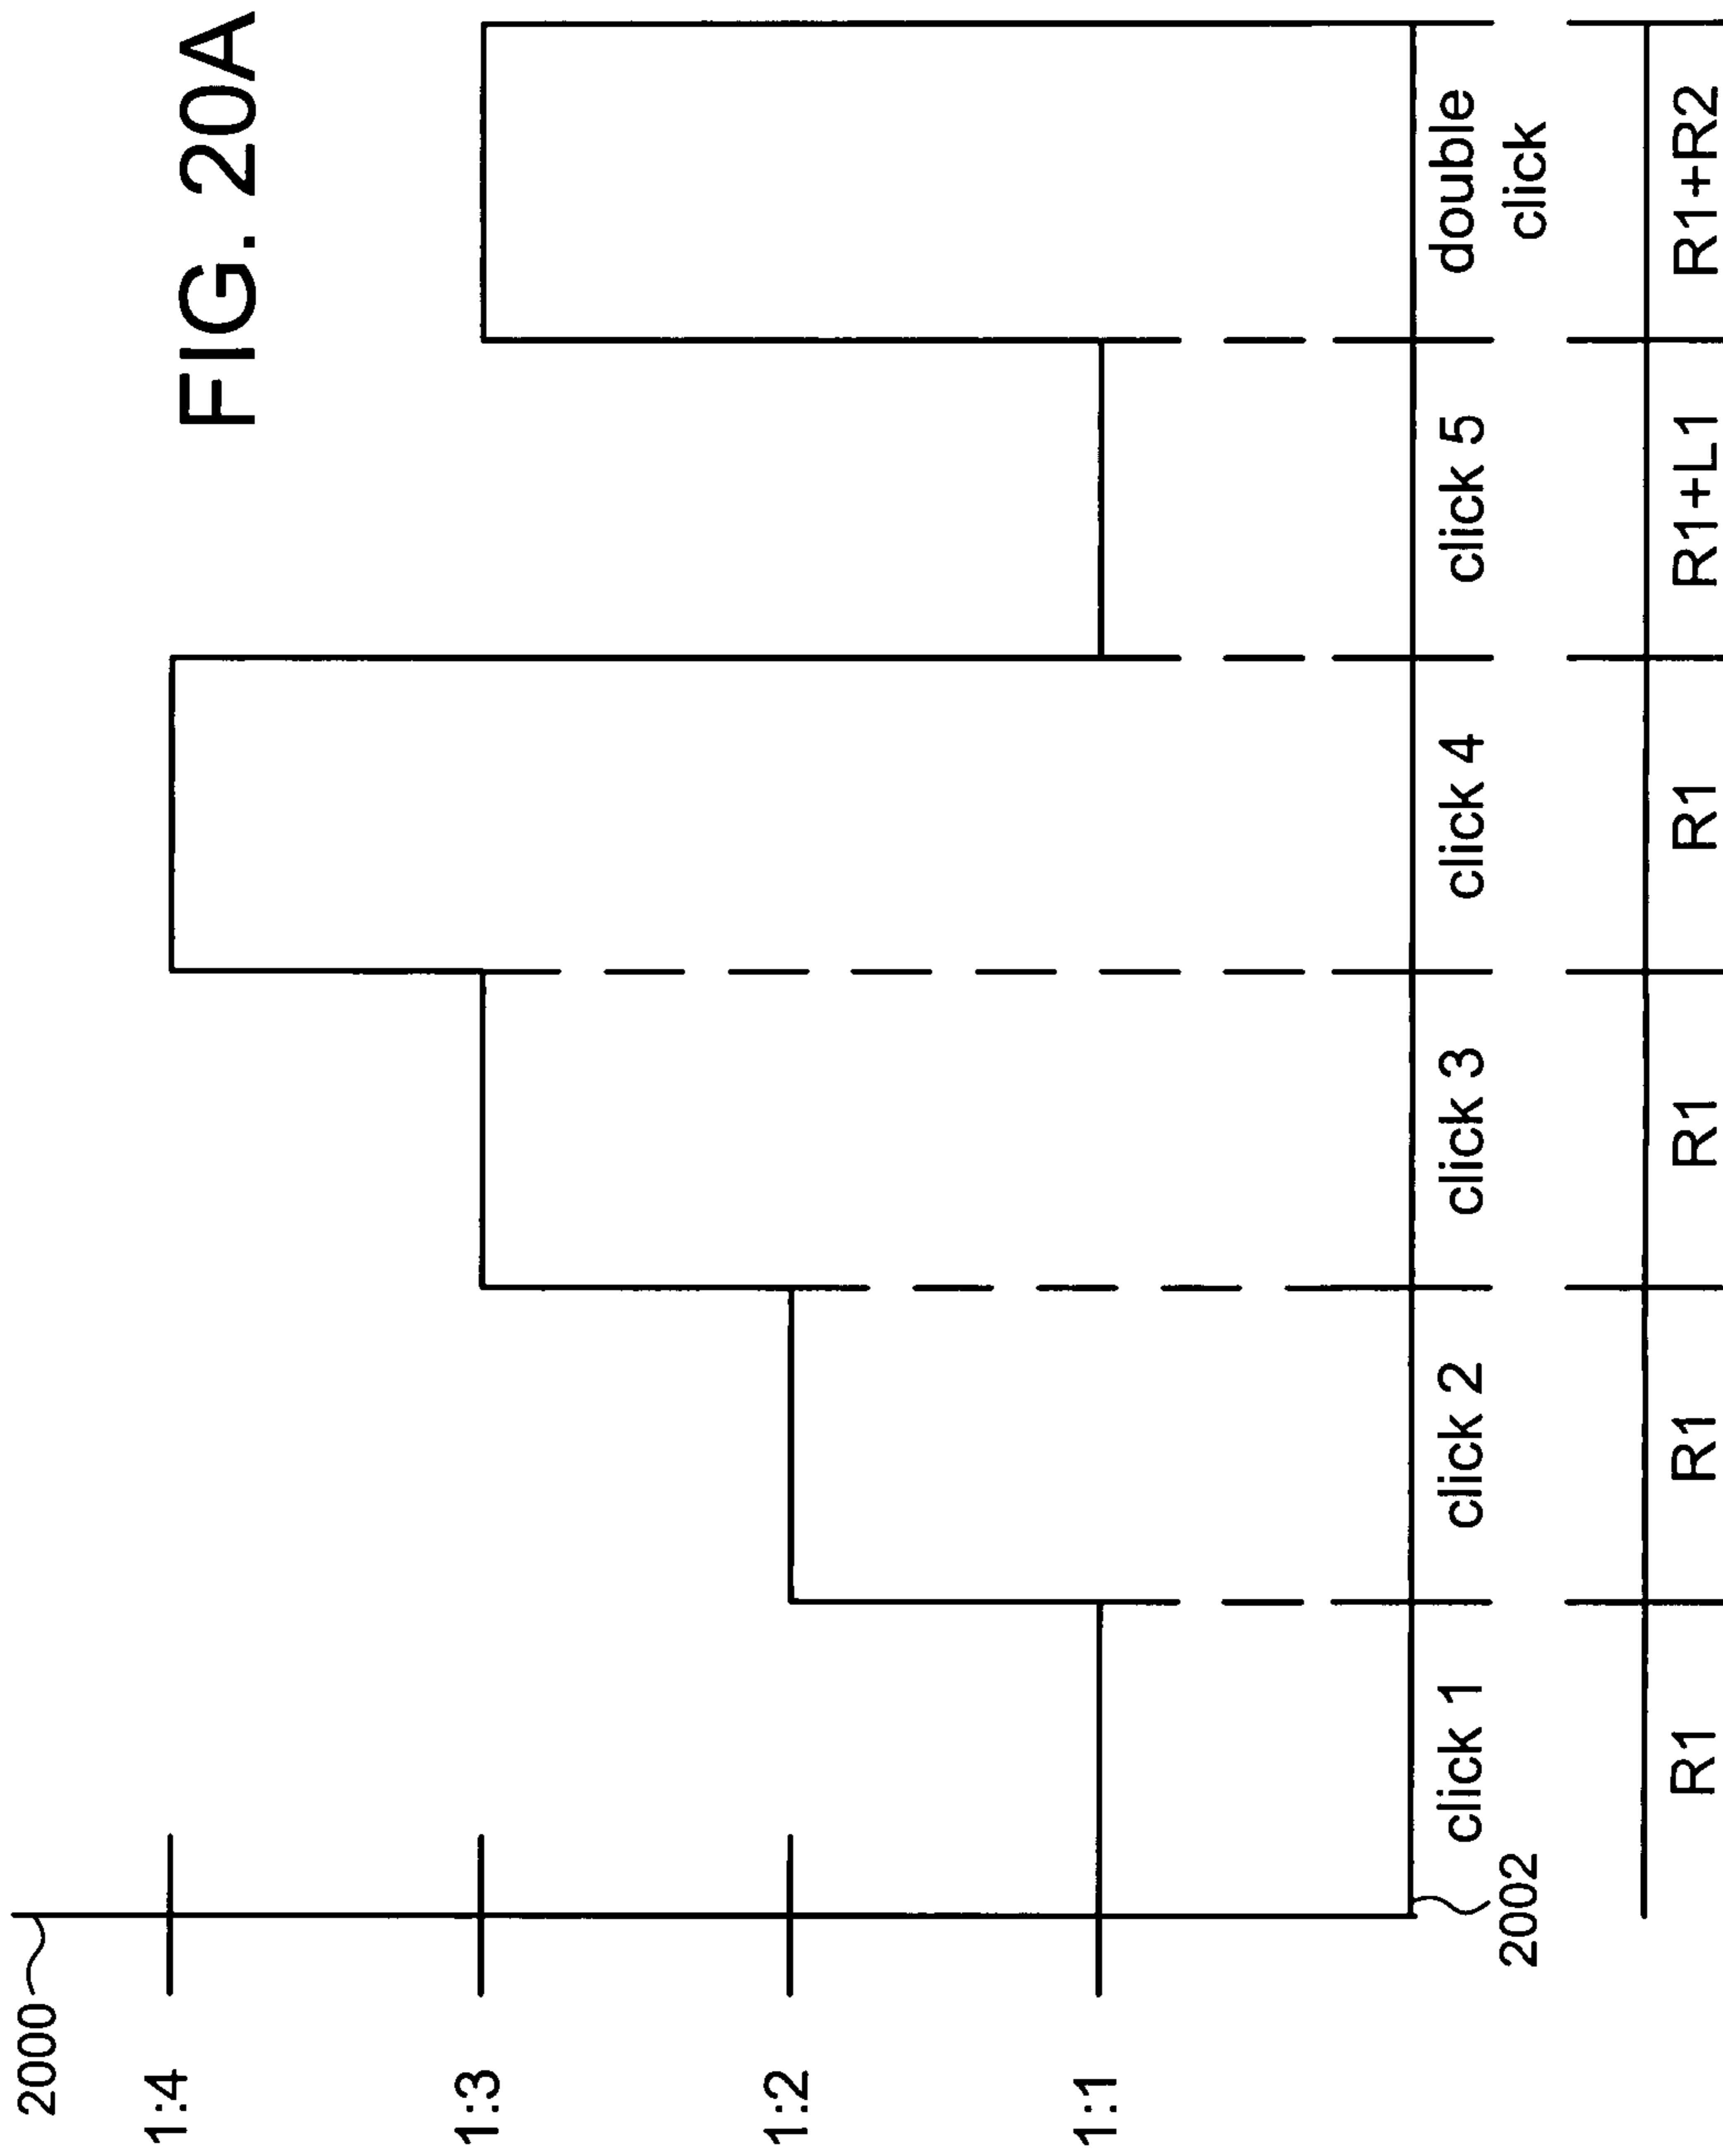 FIG. 20A
2000
1:4
1:3
1:2
1:1
2002
click 1 click 2 click 3 click 4 click 5 double
click
R1 R1 R1 R1 R1+L1 R1+R2